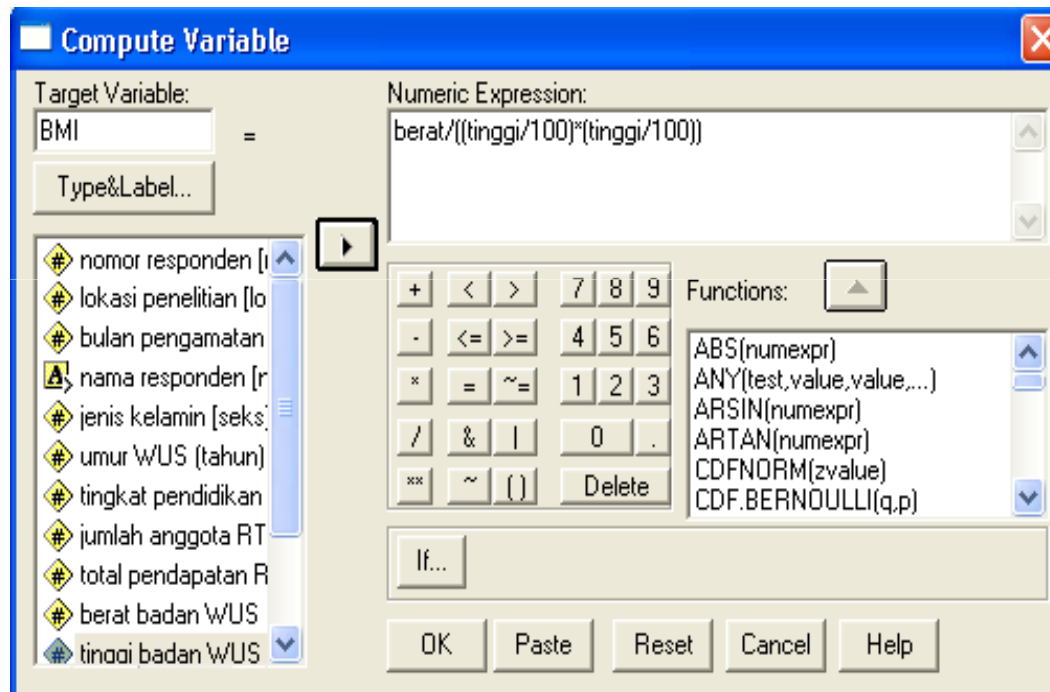 Compute Variable
Target Variable:
BMI
=
Type&Label...
Numeric Expression:
berat/((tinggi/100)*(tinggi/100))
nomor responden [
lokasi penelitian [lo
bulan pengamatan
nama responden [r
jenis kelamin [seks]
umur WUS (tahun)
tingkat pendidikan
jumlah anggota RT
total pendapatan R
berat badan WUS
tinggi badan WUS
+ < > 7 8 9
- <= >= 4 5 6
* = ~= 1 2 3
/ & | 0 .
** ~ () Delete
Functions:
ABS(numexpr)
ANY(test,value,value,...)
ARSIN(numexpr)
ARTAN(numexpr)
CDFNORM(zvalue)
CDF.BERNOULLI(q,p)
If...
OK Paste Reset Cancel Help